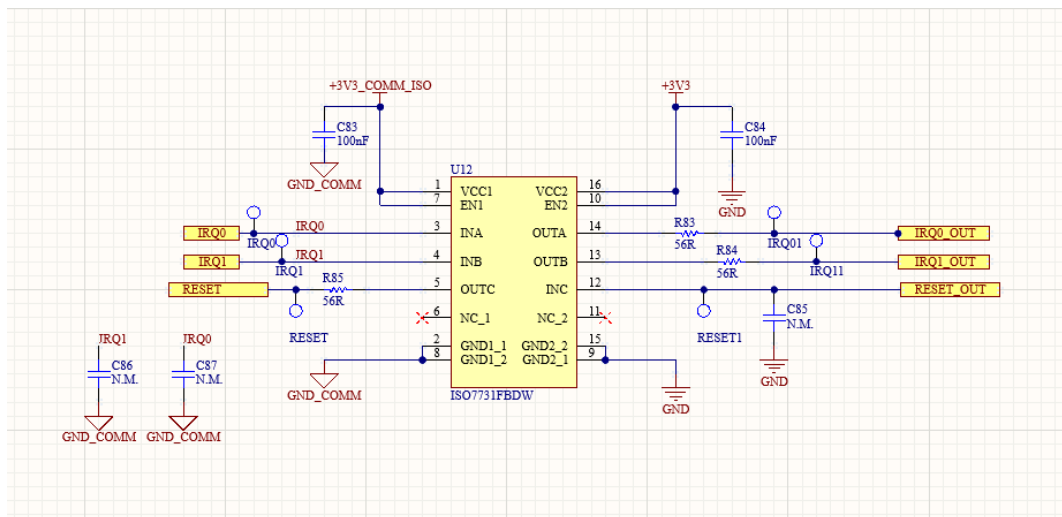 +3V3_COMM_ISO
+3V3
C83
100nF
C84
100nF
GND_COMM
GND
U12
1 VCC1 VCC2 16
7 EN1 EN2 10
3 INA OUTA 14
4 INB OUTB 13
5 OUTC INC 12
6 NC_1 NC_2 11
2 GND1_1 GND2_2 15
8 GND1_2 GND2_1 9
ISO7731FBDW
IRQ0
IRQ0
IRQ0
IRQ1
IRQ1
IRQ1
RESET
R85
56R
RESET
R83
56R
IRQ01
IRQ0_OUT
R84
56R
IRQ11
IRQ1_OUT
RESET_OUT
RESET1
C85
N.M.
GND
GND_COMM
GND
IRQ1
C86
N.M.
GND_COMM
IRQ0
C87
N.M.
GND_COMM